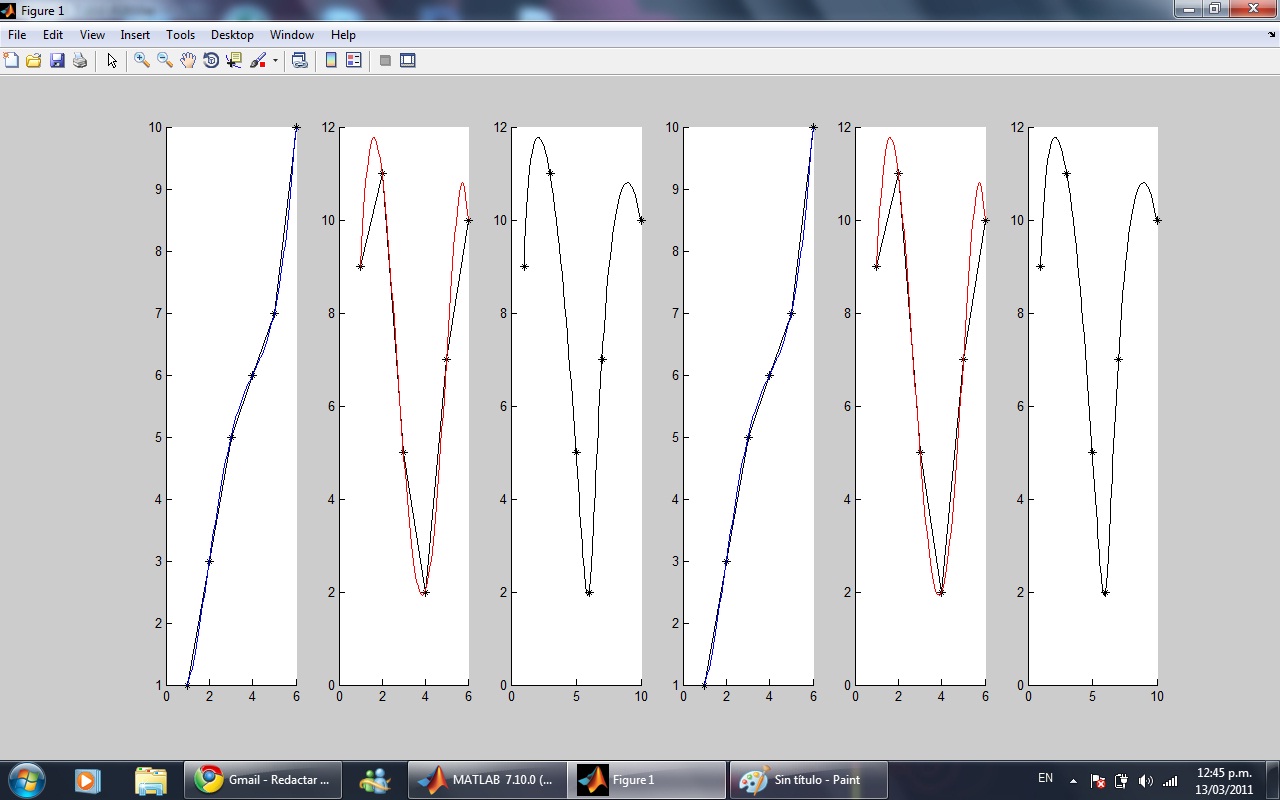 Figure 1
File Edit View Insert Tools Desktop Window Help
10 12 12 10 12 12
9 10 10 9 10 10
8 8 8 8 8 8
7 6 6 7 6 6
6 4 4 6 4 4
5 2 2 5 2 2
4 0 0 4 0 0
3 3
2 2
1 1
0 2 4 6 0 2 4 6 0 5 10 0 2 4 6 0 2 4 6 0 5 10
Gmail - Redactar ...
MATLAB 7.10.0 (...
Figure 1
Sin título - Paint
EN
12:45 p.m.
13/03/2011